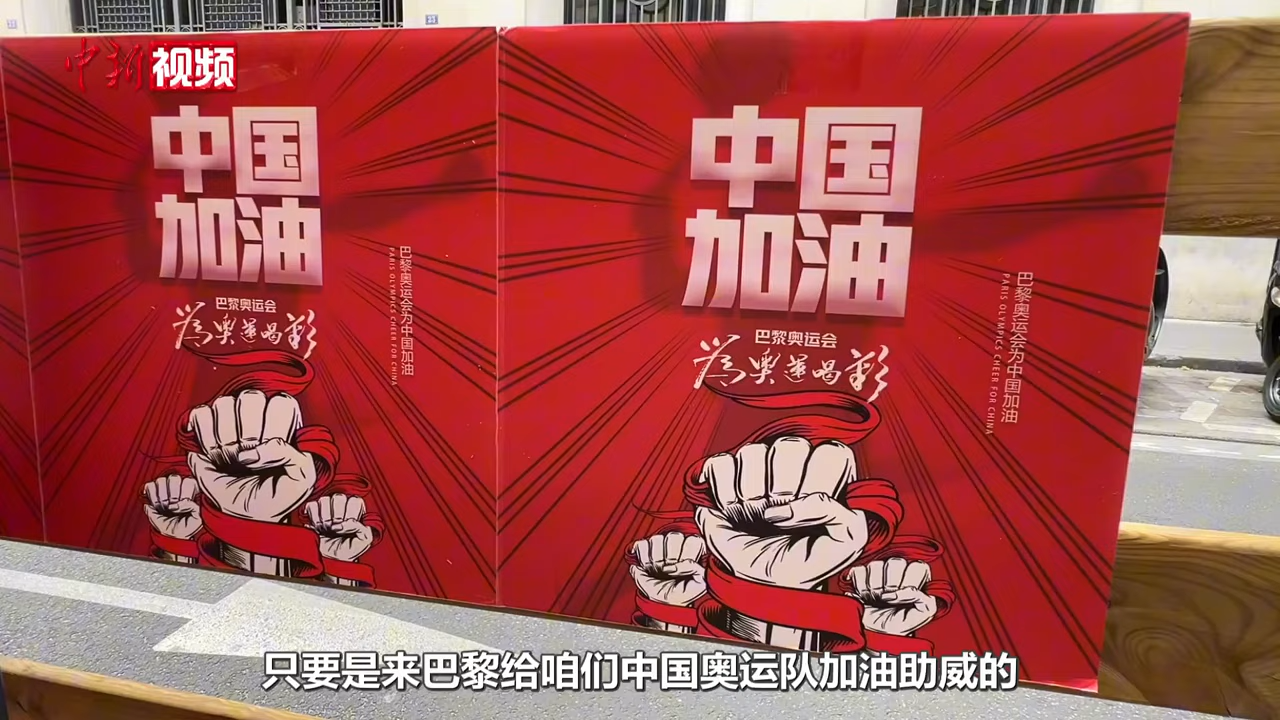 中新视频
中国
加油
巴黎奥运会
為奥運喝彩
巴黎奥运会为中国加油
PARIS OLYMPICS CHEER FOR CHINA
中国
加油
巴黎奥运会
為奥運喝彩
巴黎奥运会为中国加油
PARIS OLYMPICS CHEER FOR CHINA
只要是来巴黎给咱们中国奥运队加油助威的